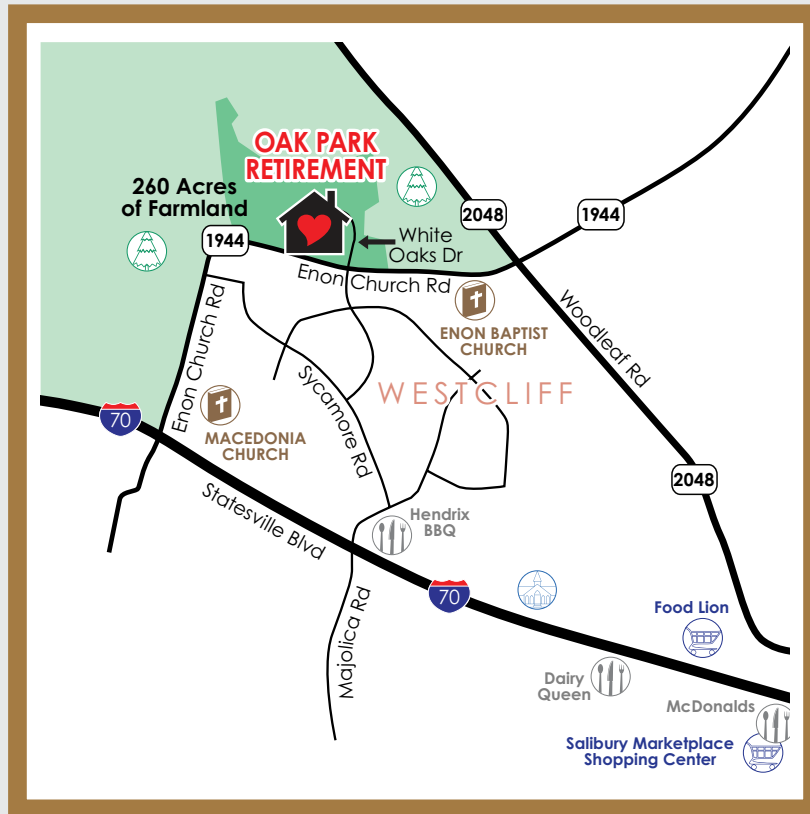 OAK PARK
RETIREMENT
260 Acres
of Farmland
2048
1944
1944
White
Oaks Dr
Enon Church Rd
Woodleaf Rd
ENON BAPTIST
CHURCH
Enon Church Rd
Sycamore Rd
WESTCLIFF
70
MACEDONIA
CHURCH
2048
Statesville Blvd
Hendrix
BBQ
70
Majolica Rd
Food Lion
Dairy
Queen
McDonalds
Salibury Marketplace
Shopping Center